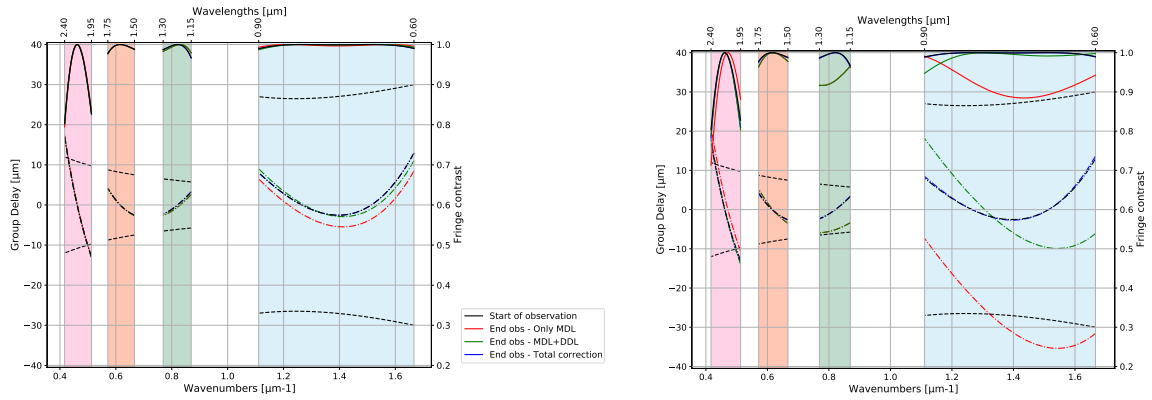 Wavelengths [μm]
2.40 1.95 1.75 1.50 1.30 1.15 0.90 0.60
40 30 20 10 0 −10 −20 −30 −40
Group Delay [μm]
1.0 0.9 0.8 0.7 0.6 0.5 0.4 0.3 0.2
Fringe contrast
0.4 0.6 0.8 1.0 1.2 1.4 1.6
Wavenumbers [μm-1]
Start of observation
End obs - Only MDL
End obs - MDL+DDL
End obs - Total correction
Wavelengths [μm]
2.40 1.95 1.75 1.50 1.30 1.15 0.90 0.60
40 30 20 10 0 −10 −20 −30 −40
Group Delay [μm]
1.0 0.9 0.8 0.7 0.6 0.5 0.4 0.3 0.2
Fringe contrast
0.4 0.6 0.8 1.0 1.2 1.4 1.6
Wavenumbers [μm-1]